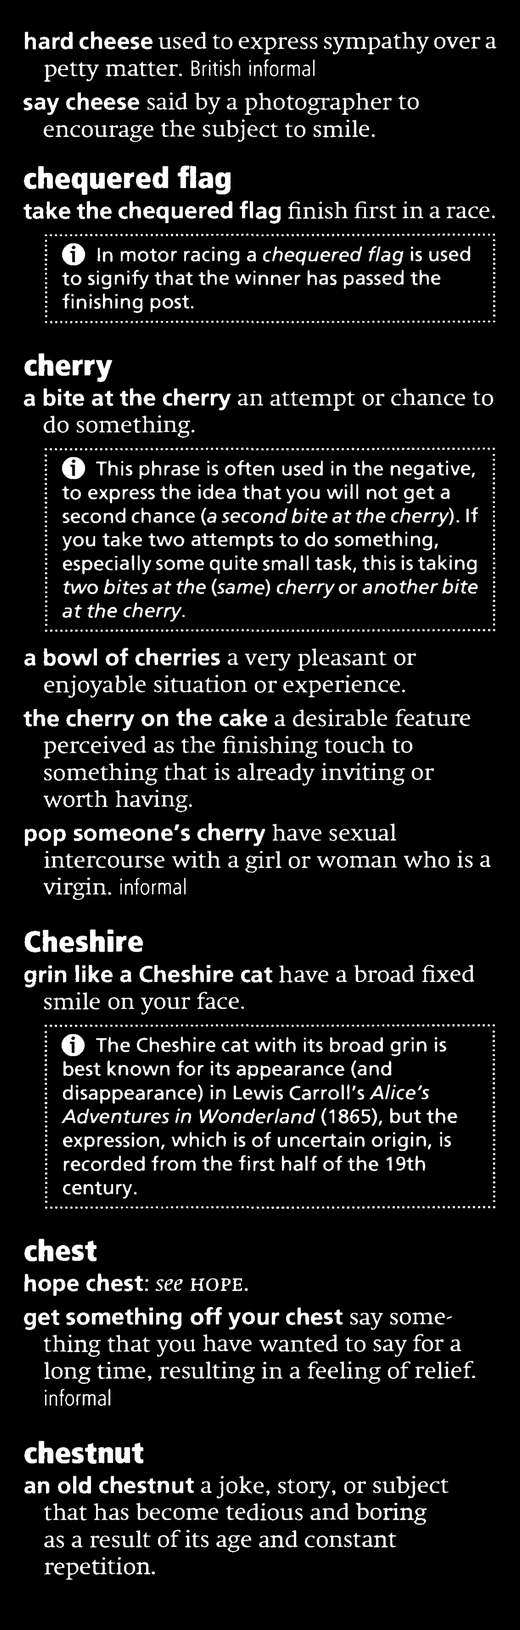 hard cheese used to express sympathy over a
petty matter. British informal
say cheese said by a photographer to
encourage the subject to smile.
chequered flag
take the chequered flag finish first in a race.
i In motor racing a chequered flag is used
to signify that the winner has passed the
finishing post.
cherry
a bite at the cherry an attempt or chance to
do something.
i This phrase is often used in the negative,
to express the idea that you will not get a
second chance (a second bite at the cherry). If
you take two attempts to do something,
especially some quite small task, this is taking
two bites at the (same) cherry or another bite
at the cherry.
a bowl of cherries a very pleasant or
enjoyable situation or experience.
the cherry on the cake a desirable feature
perceived as the finishing touch to
something that is already inviting or
worth having.
pop someone's cherry have sexual
intercourse with a girl or woman who is a
virgin. informal
Cheshire
grin like a Cheshire cat have a broad fixed
smile on your face.
i The Cheshire cat with its broad grin is
best known for its appearance (and
disappearance) in Lewis Carroll's Alice's
Adventures in Wonderland (1865), but the
expression, which is of uncertain origin, is
recorded from the first half of the 19th
century.
chest
hope chest: see HOPE.
get something off your chest say some-
thing that you have wanted to say for a
long time, resulting in a feeling of relief.
informal
chestnut
an old chestnut a joke, story, or subject
that has become tedious and boring
as a result of its age and constant
repetition.